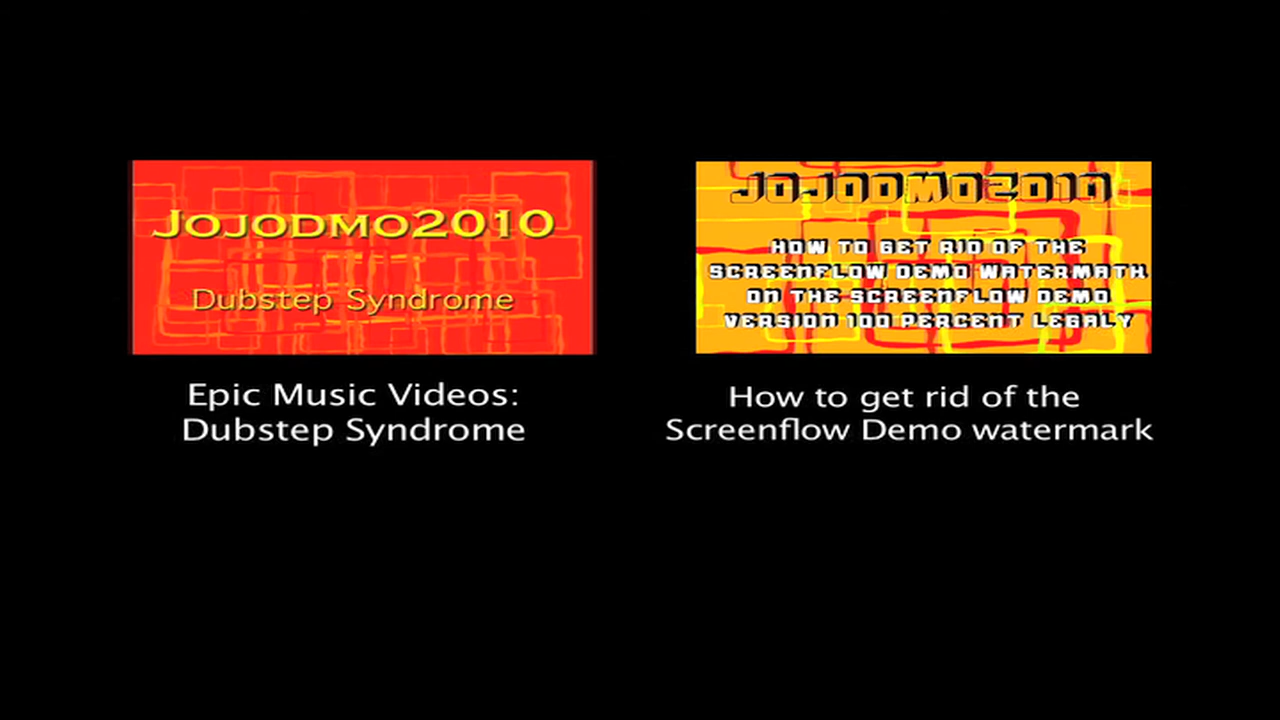 JOJODMO2010
Dubstep Syndrome
Epic Music Videos:
Dubstep Syndrome
JOJODMO2010
HOW TO GET RID OF THE
SCREENFLOW DEMO WATERMATK
ON THE SCREENFLOW DEMO
VERSION 100 PERCENT LEGALY
How to get rid of the
Screenflow Demo watermark